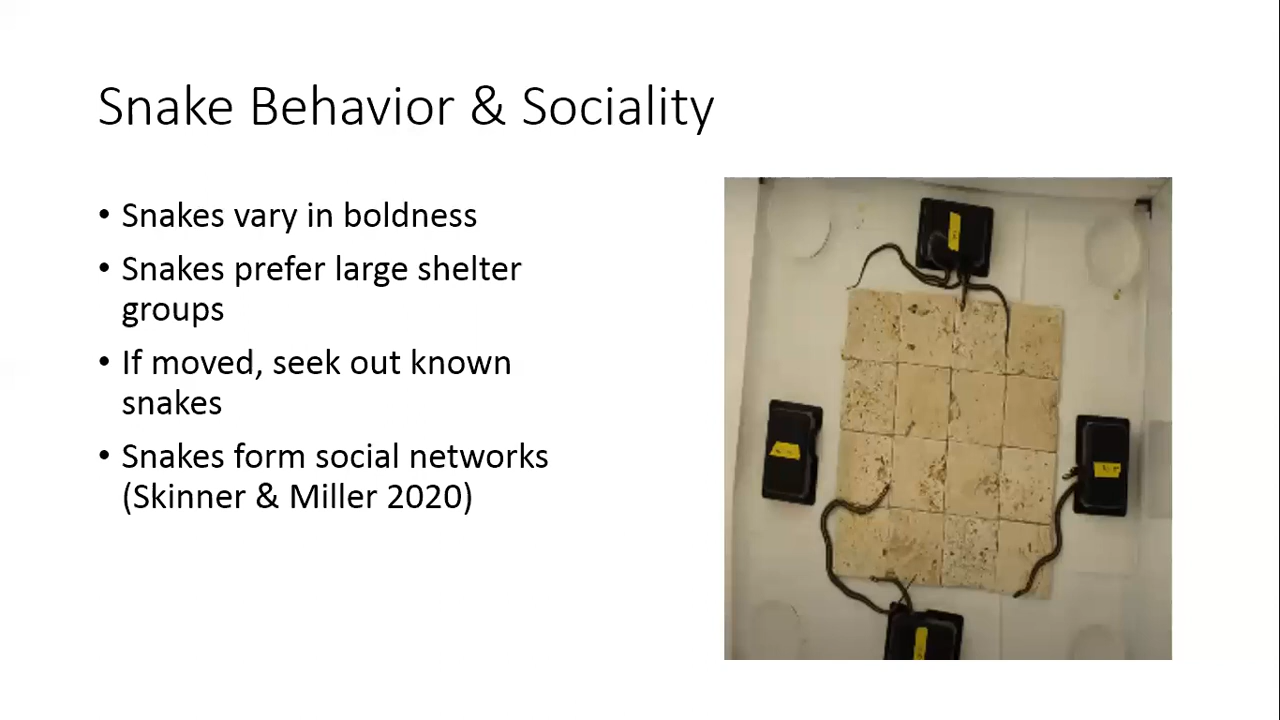 Snake Behavior & Sociality
• Snakes vary in boldness
• Snakes prefer large shelter
groups
• If moved, seek out known
snakes
• Snakes form social networks
(Skinner & Miller 2020)